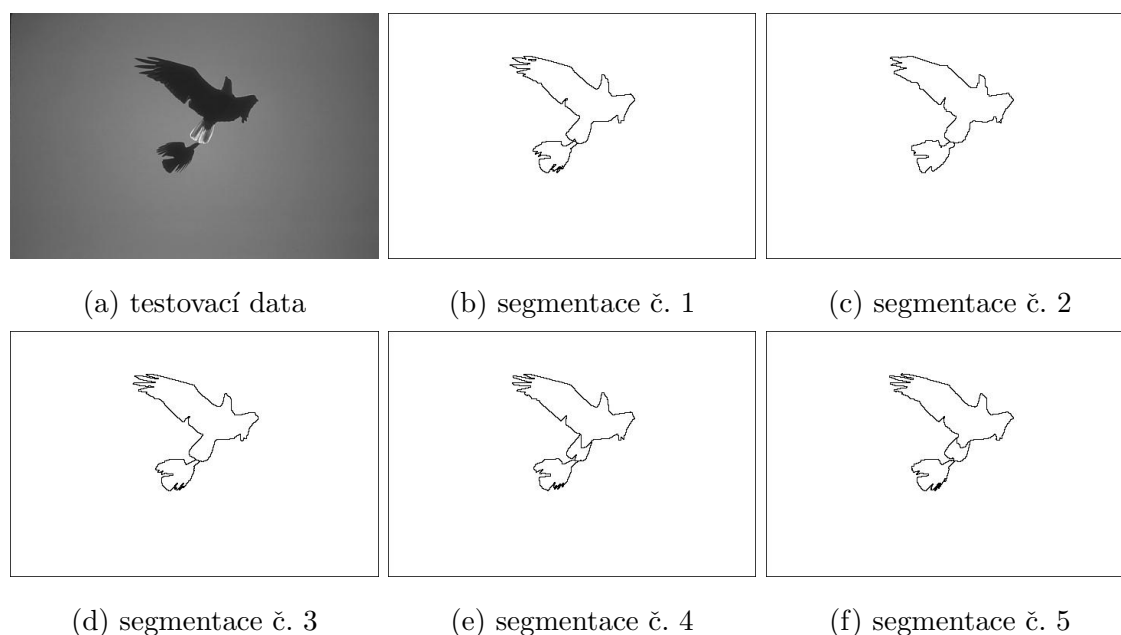 (a) testovací data
(b) segmentace č. 1
(c) segmentace č. 2
(d) segmentace č. 3
(e) segmentace č. 4
(f) segmentace č. 5